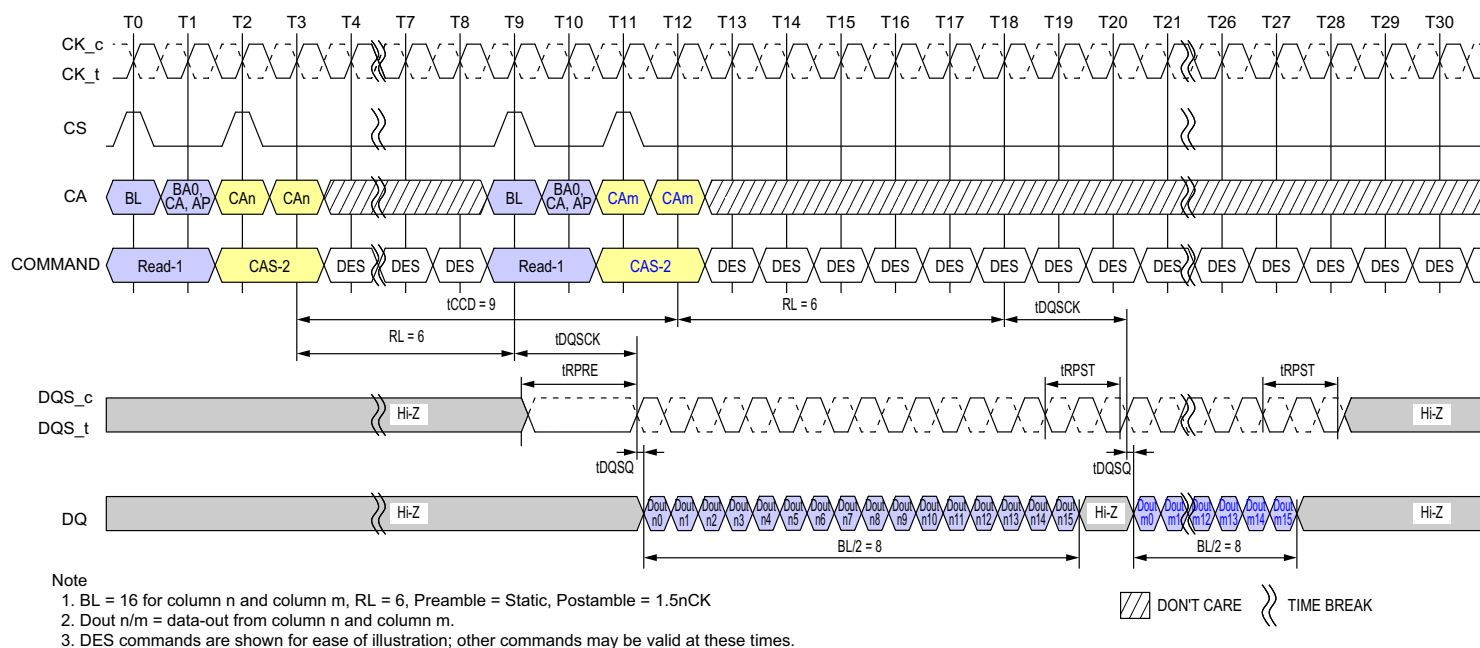 T0 T1 T2 T3 T4 T7 T8 T9 T10 T11 T12 T13 T14 T15 T16 T17 T18 T19 T20 T21 T26 T27 T28 T29 T30
CK_c
CK_t
CS
CA BL BA0, CA, AP CAn CAn BL BA0, CA, AP CAm CAm
COMMAND Read-1 CAS-2 DES DES DES Read-1 CAS-2 DES DES DES DES DES DES DES DES DES DES DES DES DES DES
tCCD = 9 RL = 6 tDQSCK
RL = 6 tDQSCK
tRPRE tRPST tRPST
DQS_c
DQS_t
Hi-Z Hi-Z
tDQSQ tDQSQ
DQ Hi-Z Dout n0 Dout n1 Dout n2 Dout n3 Dout n4 Dout n5 Dout n6 Dout n7 Dout n8 Dout n9 Dout n10 Dout n11 Dout n12 Dout n13 Dout n14 Dout n15 Hi-Z Dout m0 Dout m1 Dout m12 Dout m13 Dout m14 Dout m15 Hi-Z
BL/2 = 8 BL/2 = 8
Note
1. BL = 16 for column n and column m, RL = 6, Preamble = Static, Postamble = 1.5nCK
2. Dout n/m = data-out from column n and column m.
3. DES commands are shown for ease of illustration; other commands may be valid at these times.
DON'T CARE TIME BREAK